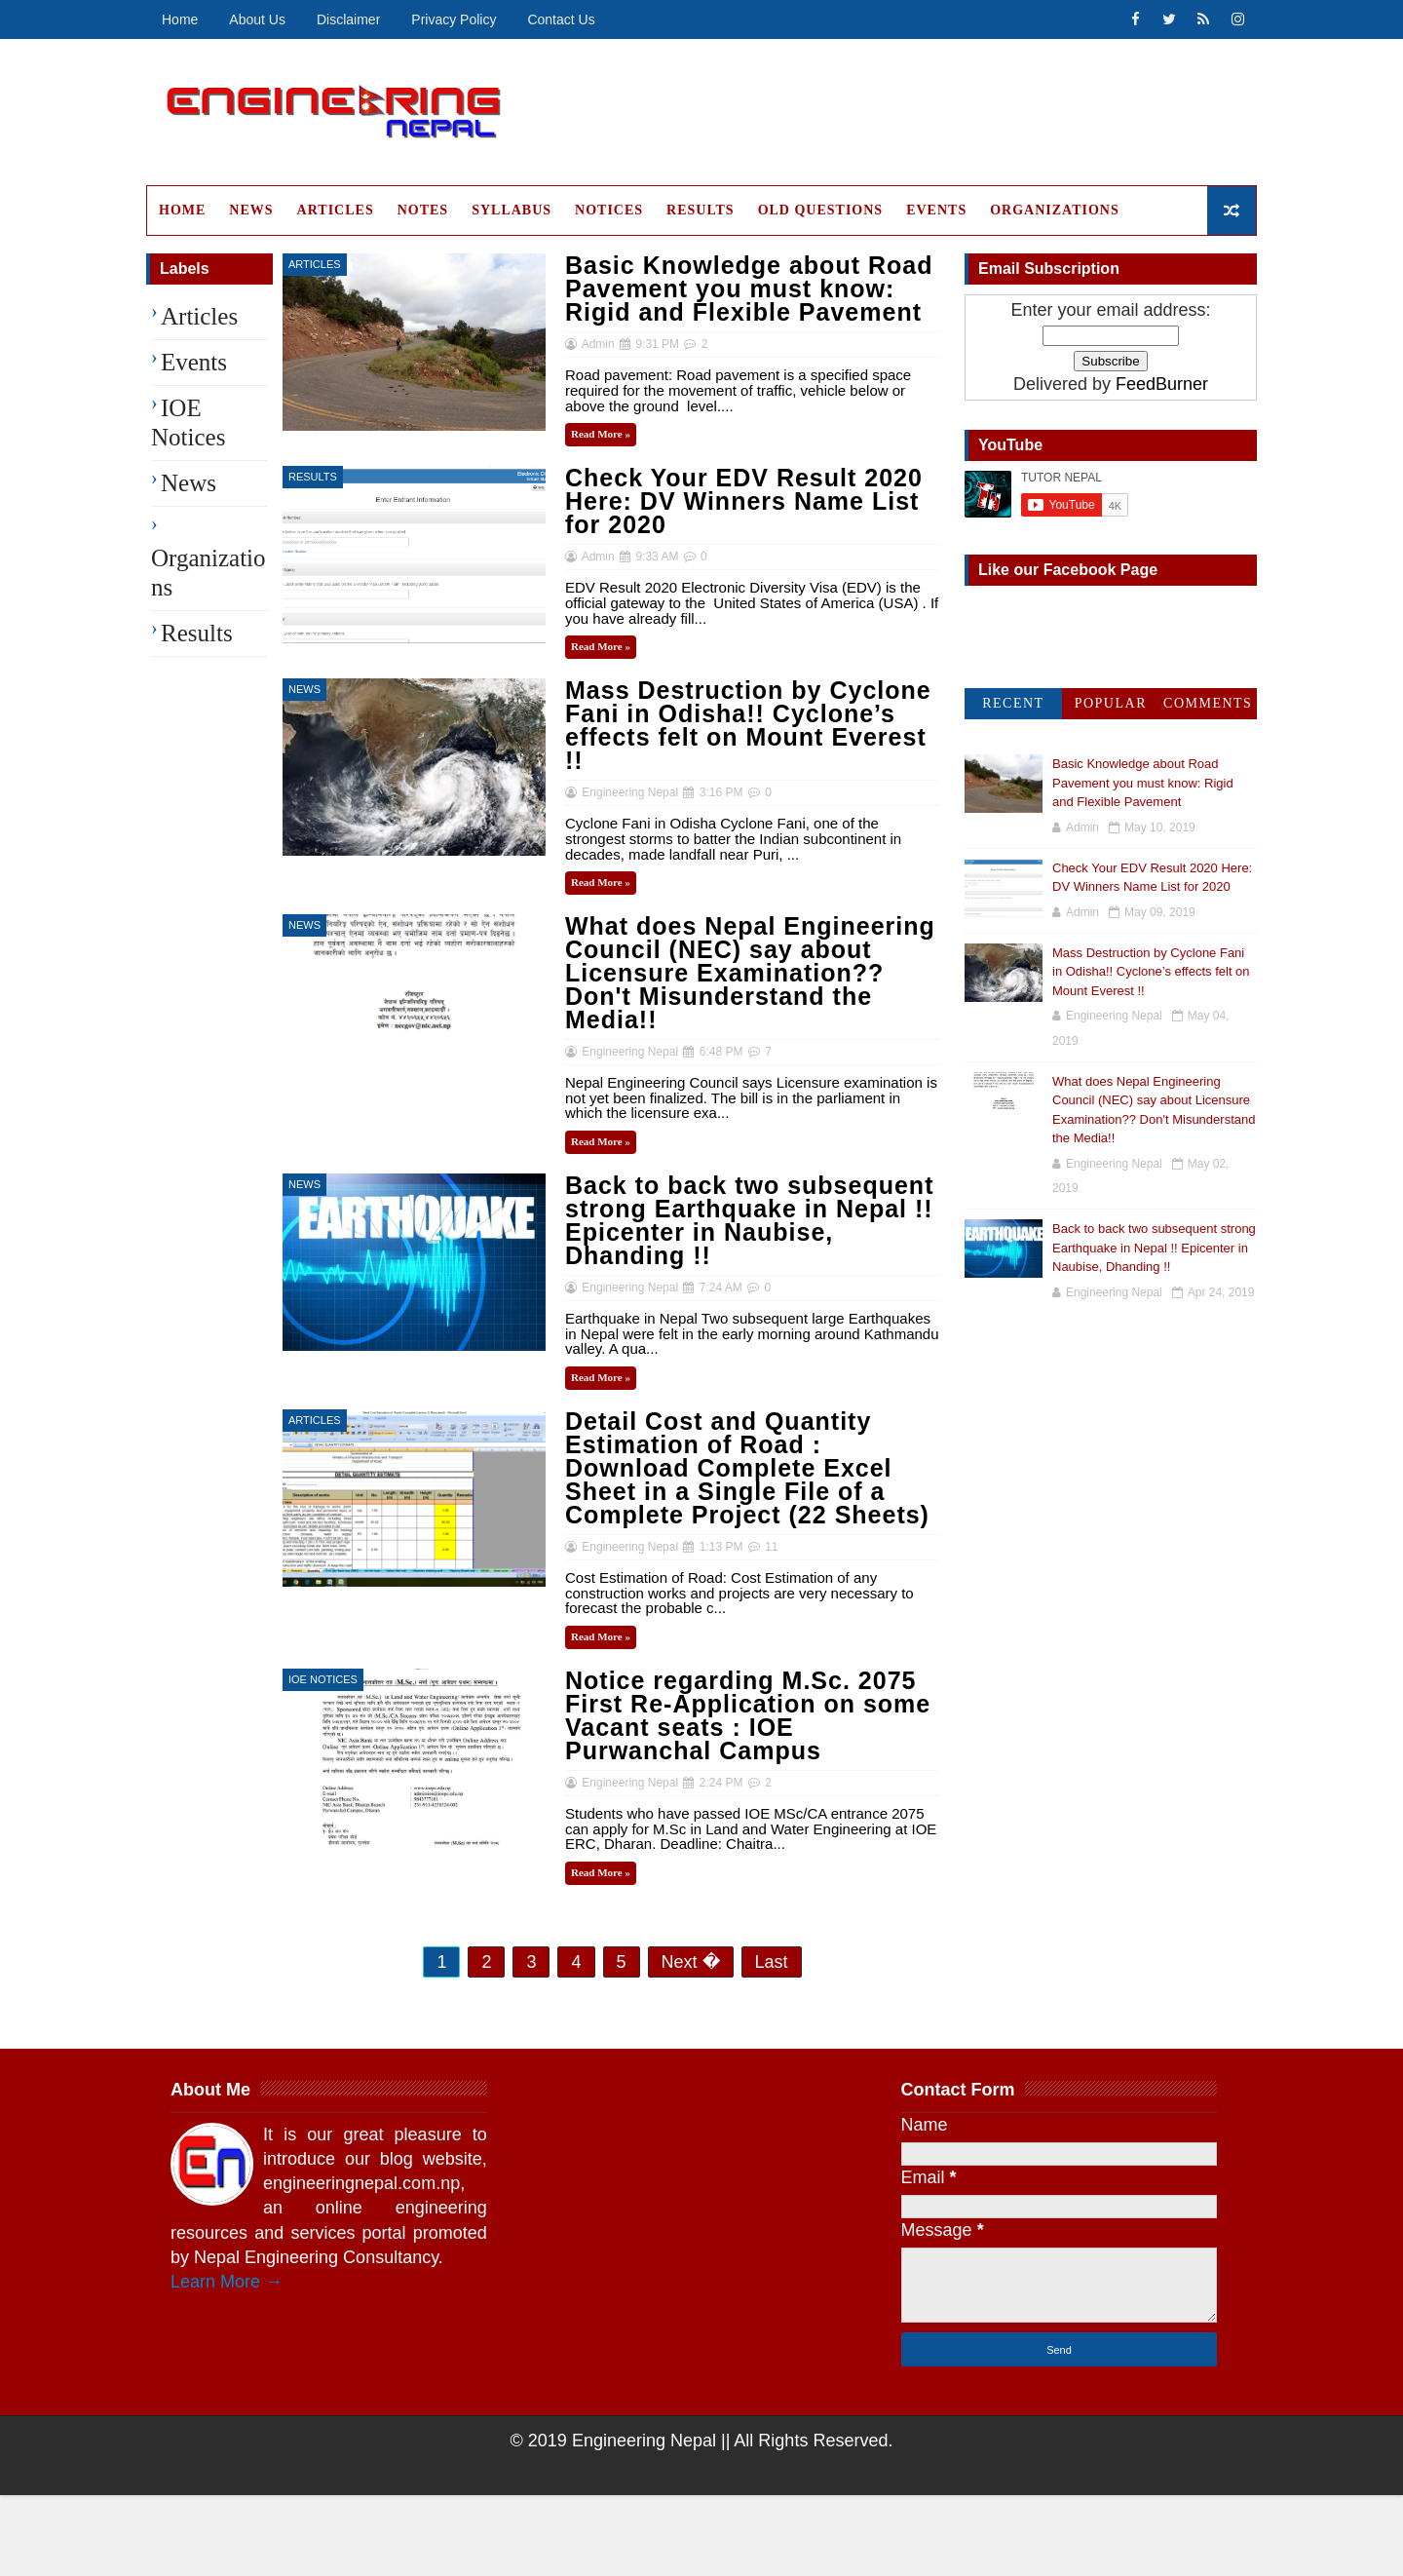 Home About Us Disclaimer Privacy Policy Contact Us
ENGINEERING
NEPAL
HOME NEWS ARTICLES NOTES SYLLABUS NOTICES RESULTS OLD QUESTIONS EVENTS ORGANIZATIONS
Labels
› Articles
› Events
› IOE
Notices
› News
›
Organizatio
ns
› Results
ARTICLES
Basic Knowledge about Road
Pavement you must know:
Rigid and Flexible Pavement
Admin 9:31 PM 2
Road pavement: Road pavement is a specified space
required for the movement of traffic, vehicle below or
above the ground level....
Read More »
RESULTS
Enter Entrant Information
Check Your EDV Result 2020
Here: DV Winners Name List
for 2020
Admin 9:33 AM 0
EDV Result 2020 Electronic Diversity Visa (EDV) is the
official gateway to the United States of America (USA) . If
you have already fill...
Read More »
NEWS
Mass Destruction by Cyclone
Fani in Odisha!! Cyclone’s
effects felt on Mount Everest
!!
Engineering Nepal 3:16 PM 0
Cyclone Fani in Odisha Cyclone Fani, one of the
strongest storms to batter the Indian subcontinent in
decades, made landfall near Puri, ...
Read More »
NEWS
What does Nepal Engineering
Council (NEC) say about
Licensure Examination??
Don't Misunderstand the
Media!!
Engineering Nepal 6:48 PM 7
Nepal Engineering Council says Licensure examination is
not yet been finalized. The bill is in the parliament in
which the licensure exa...
Read More »
NEWS
EARTHQUAKE
Back to back two subsequent
strong Earthquake in Nepal !!
Epicenter in Naubise,
Dhanding !!
Engineering Nepal 7:24 AM 0
Earthquake in Nepal Two subsequent large Earthquakes
in Nepal were felt in the early morning around Kathmandu
valley. A qua...
Read More »
ARTICLES
DETAIL QUANTITY ESTIMATE
Detail Cost and Quantity
Estimation of Road :
Download Complete Excel
Sheet in a Single File of a
Complete Project (22 Sheets)
Engineering Nepal 1:13 PM 11
Cost Estimation of Road: Cost Estimation of any
construction works and projects are very necessary to
forecast the probable c...
Read More »
IOE NOTICES
Notice regarding M.Sc. 2075
First Re-Application on some
Vacant seats : IOE
Purwanchal Campus
Engineering Nepal 2:24 PM 2
Students who have passed IOE MSc/CA entrance 2075
can apply for M.Sc in Land and Water Engineering at IOE
ERC, Dharan. Deadline: Chaitra...
Read More »
1 2 3 4 5 Next � Last
Email Subscription
Enter your email address:
Subscribe
Delivered by FeedBurner
YouTube
TUTOR NEPAL
YouTube 4K
Like our Facebook Page
RECENT POPULAR COMMENTS
Basic Knowledge about Road
Pavement you must know: Rigid
and Flexible Pavement
Admin May 10, 2019
Check Your EDV Result 2020 Here:
DV Winners Name List for 2020
Admin May 09, 2019
Mass Destruction by Cyclone Fani
in Odisha!! Cyclone’s effects felt on
Mount Everest !!
Engineering Nepal May 04,
2019
What does Nepal Engineering
Council (NEC) say about Licensure
Examination?? Don't Misunderstand
the Media!!
Engineering Nepal May 02,
2019
EARTHQUAKE
Back to back two subsequent strong
Earthquake in Nepal !! Epicenter in
Naubise, Dhanding !!
Engineering Nepal Apr 24, 2019
About Me
En
It is our great pleasure to
introduce our blog website,
engineeringnepal.com.np,
an online engineering
resources and services portal promoted
by Nepal Engineering Consultancy.
Learn More →
Contact Form
Name
Email *
Message *
Send
© 2019 Engineering Nepal || All Rights Reserved.